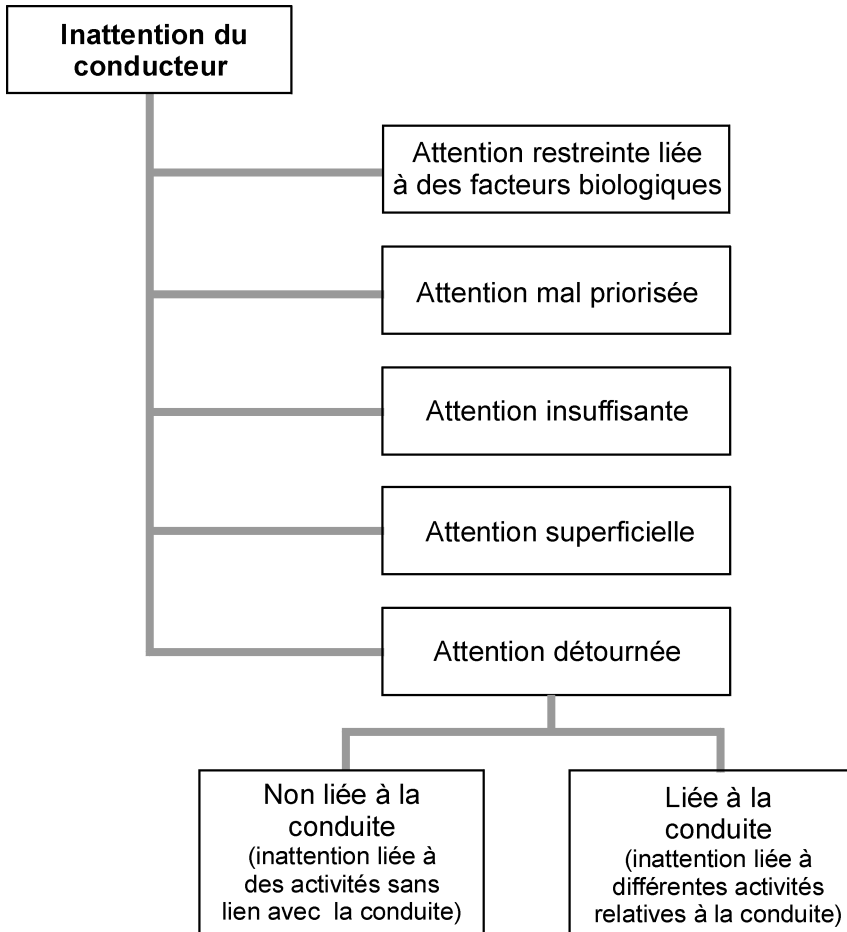 Inattention du
conducteur
Attention restreinte liée
à des facteurs biologiques
Attention mal priorisée
Attention insuffisante
Attention superficielle
Attention détournée
Non liée à la
conduite
(inattention liée à
des activités sans
lien avec la conduite)
Liée à la
conduite
(inattention liée à
différentes activités
relatives à la conduite)